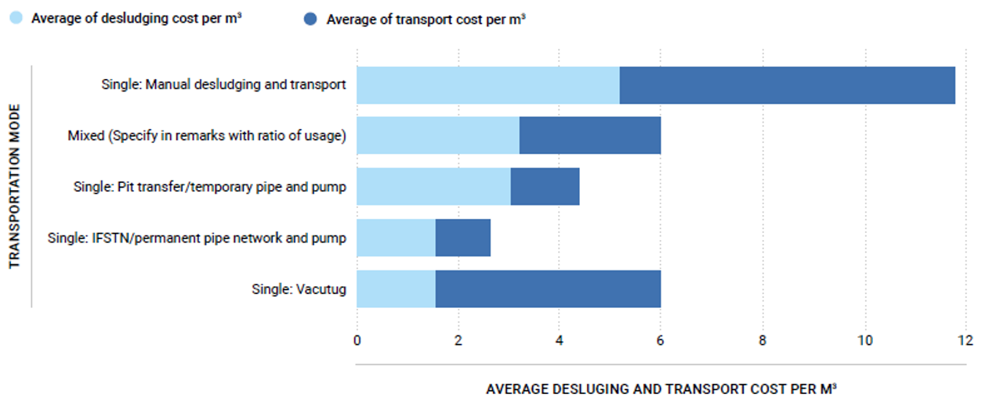 Average of desludging cost per m³
Average of transport cost per m³
TRANSPORTATION MODE
Single: Manual desludging and transport
Mixed (Specify in remarks with ratio of usage)
Single: Pit transfer/temporary pipe and pump
Single: IFSTN/permanent pipe network and pump
Single: Vacutug
0 2 4 6 8 10 12
AVERAGE DESLUGING AND TRANSPORT COST PER M³